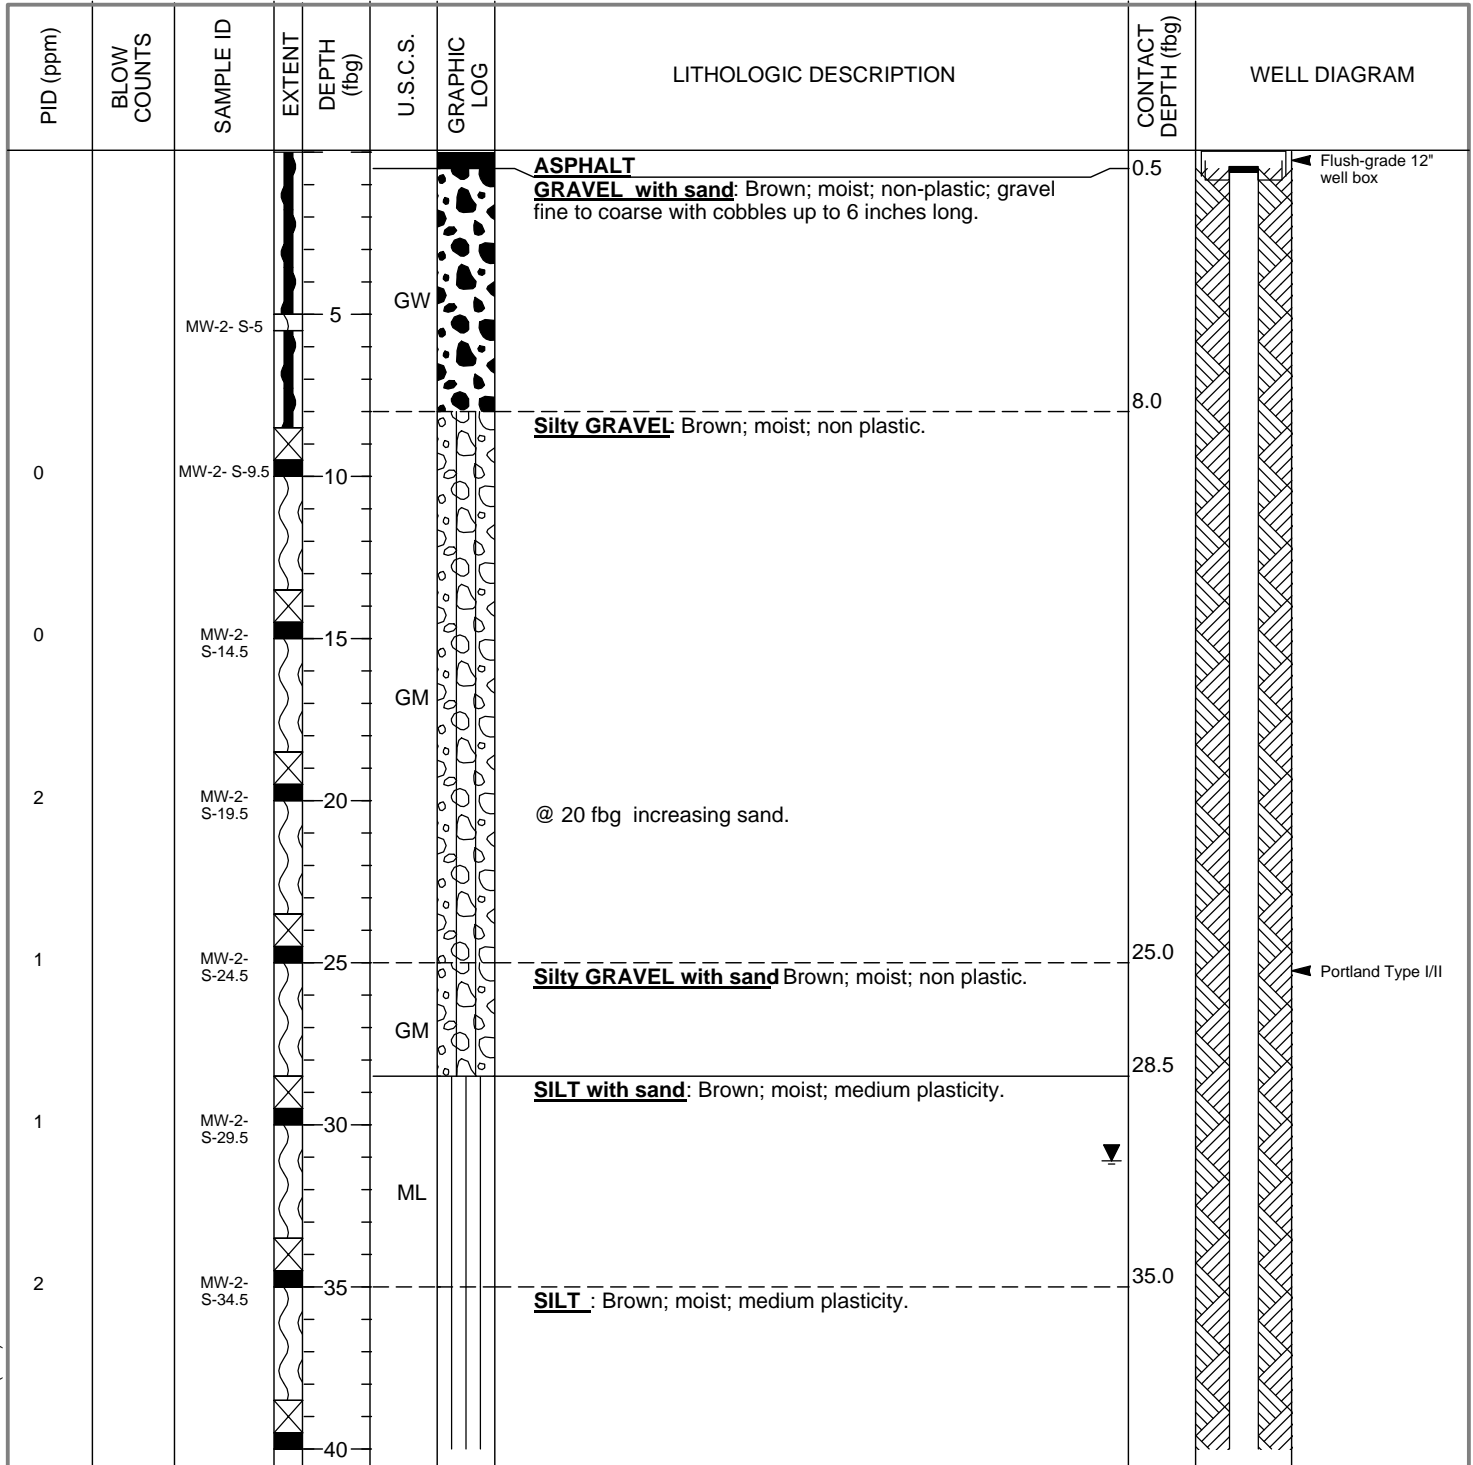 PID (ppm)
BLOW
COUNTS
SAMPLE ID
EXTENT
DEPTH
(fbg)
U.S.C.S.
GRAPHIC
LOG
LITHOLOGIC DESCRIPTION
CONTACT
DEPTH (fbg)
WELL DIAGRAM
ASPHALT
0.5
Flush-grade 12"
well box
GRAVEL with sand: Brown; moist; non-plastic; gravel
fine to coarse with cobbles up to 6 inches long.
GW
5
MW-2- S-5
8.0
Silty GRAVEL: Brown; moist; non plastic.
0
MW-2- S-9.5
10
0
MW-2-
S-14.5
15
GM
2
MW-2-
S-19.5
20
@ 20 fbg increasing sand.
1
MW-2-
S-24.5
25
25.0
Silty GRAVEL with sand Brown; moist; non plastic.
Portland Type I/II
GM
28.5
SILT with sand: Brown; moist; medium plasticity.
1
MW-2-
S-29.5
30
ML
2
MW-2-
S-34.5
35
35.0
SILT : Brown; moist; medium plasticity.
40